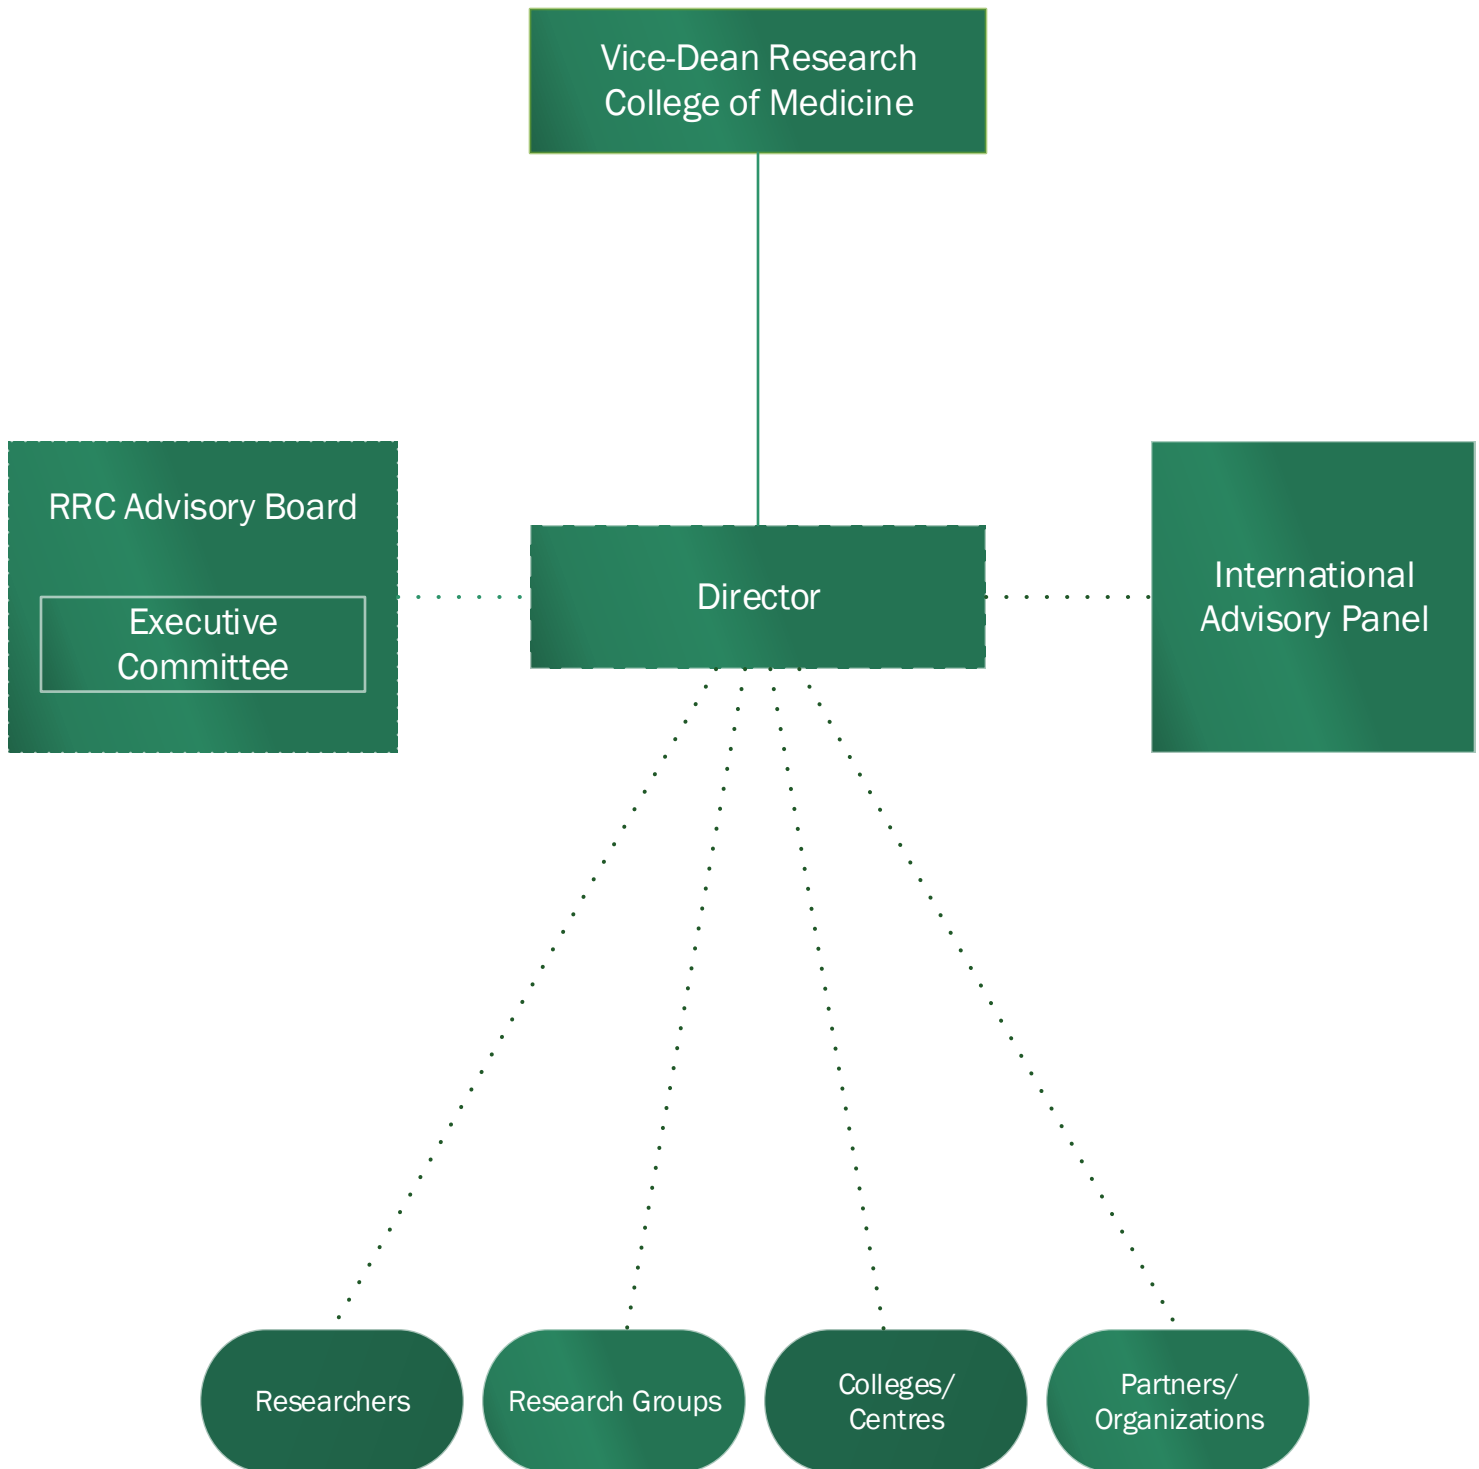 Vice-Dean Research
College of Medicine
RRC Advisory Board
Executive
Committee
Director
International
Advisory Panel
Researchers
Research Groups
Colleges/
Centres
Partners/
Organizations